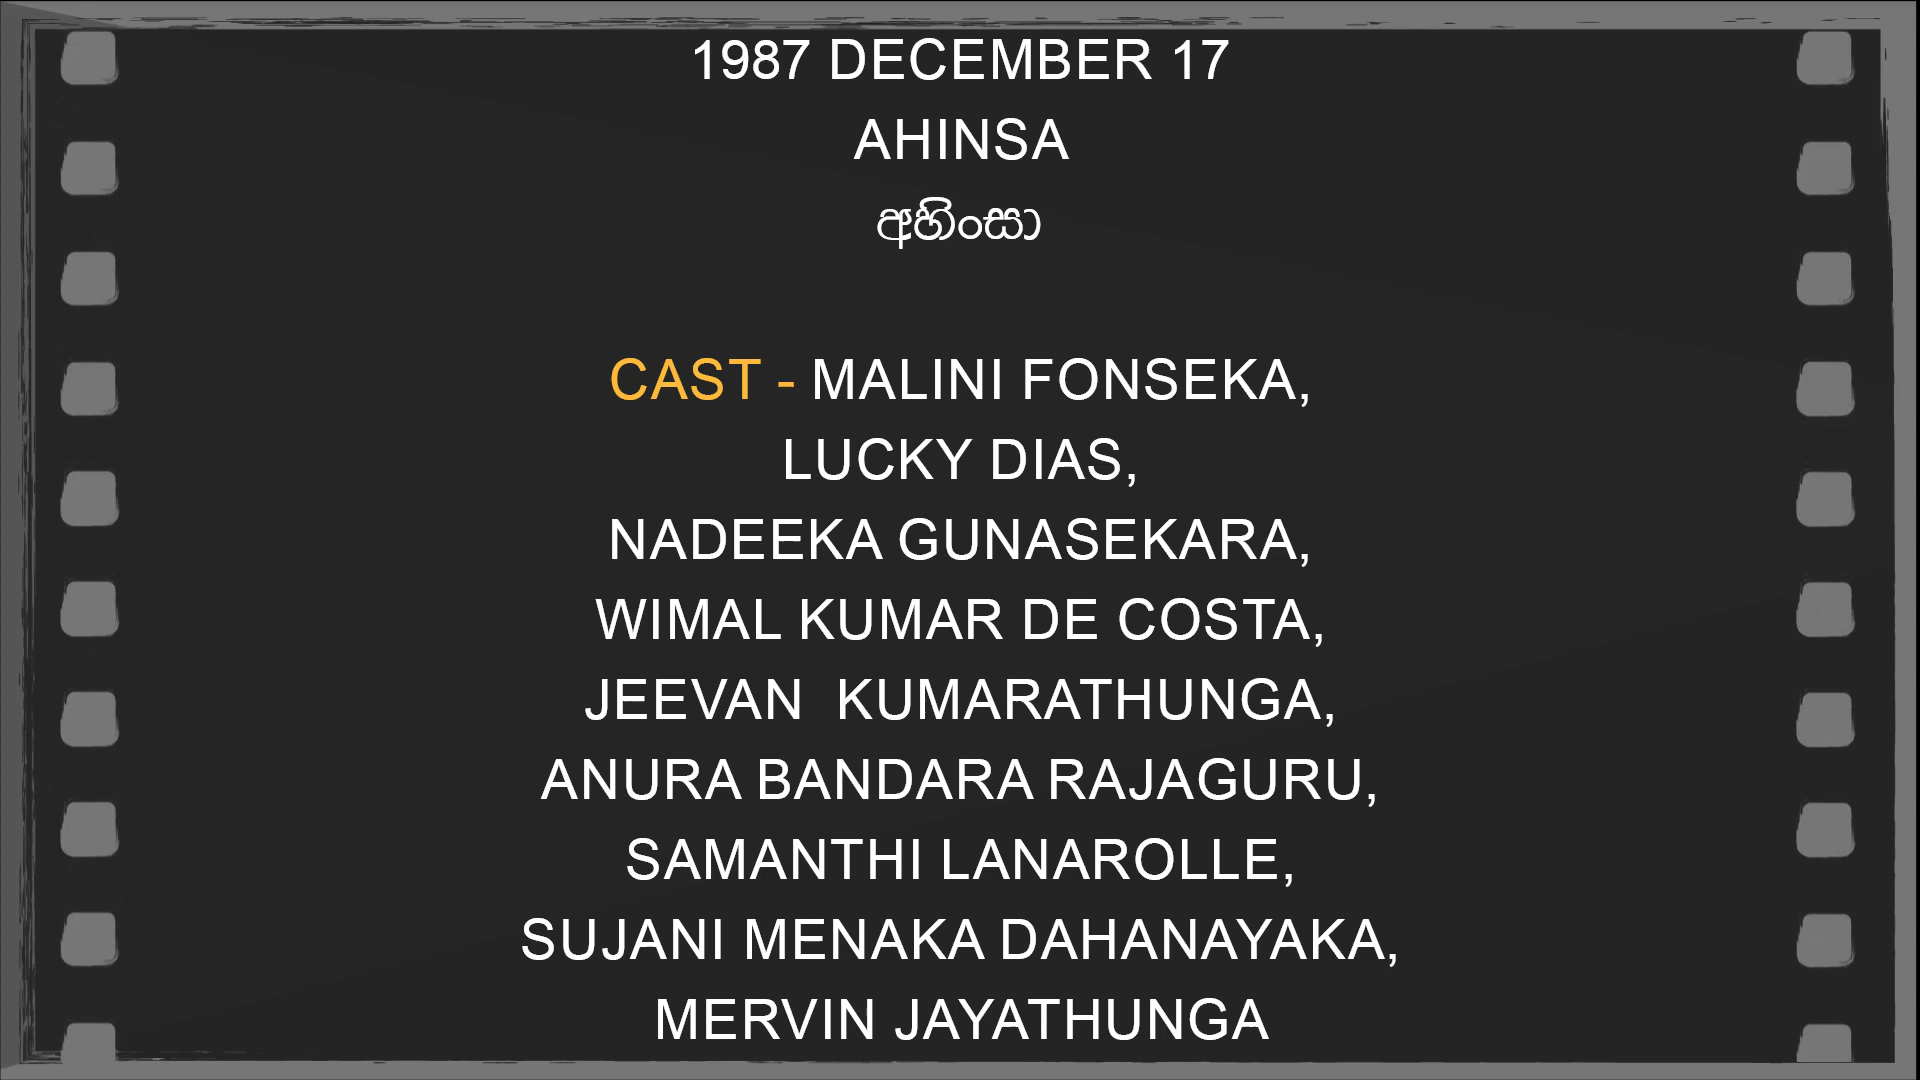 1987 DECEMBER 17
AHINSA
අහිංසා
CAST - MALINI FONSEKA,
LUCKY DIAS,
NADEEKA GUNASEKARA,
WIMAL KUMAR DE COSTA,
JEEVAN  KUMARATHUNGA,
ANURA BANDARA RAJAGURU,
SAMANTHI LANAROLLE,
SUJANI MENAKA DAHANAYAKA,
MERVIN JAYATHUNGA